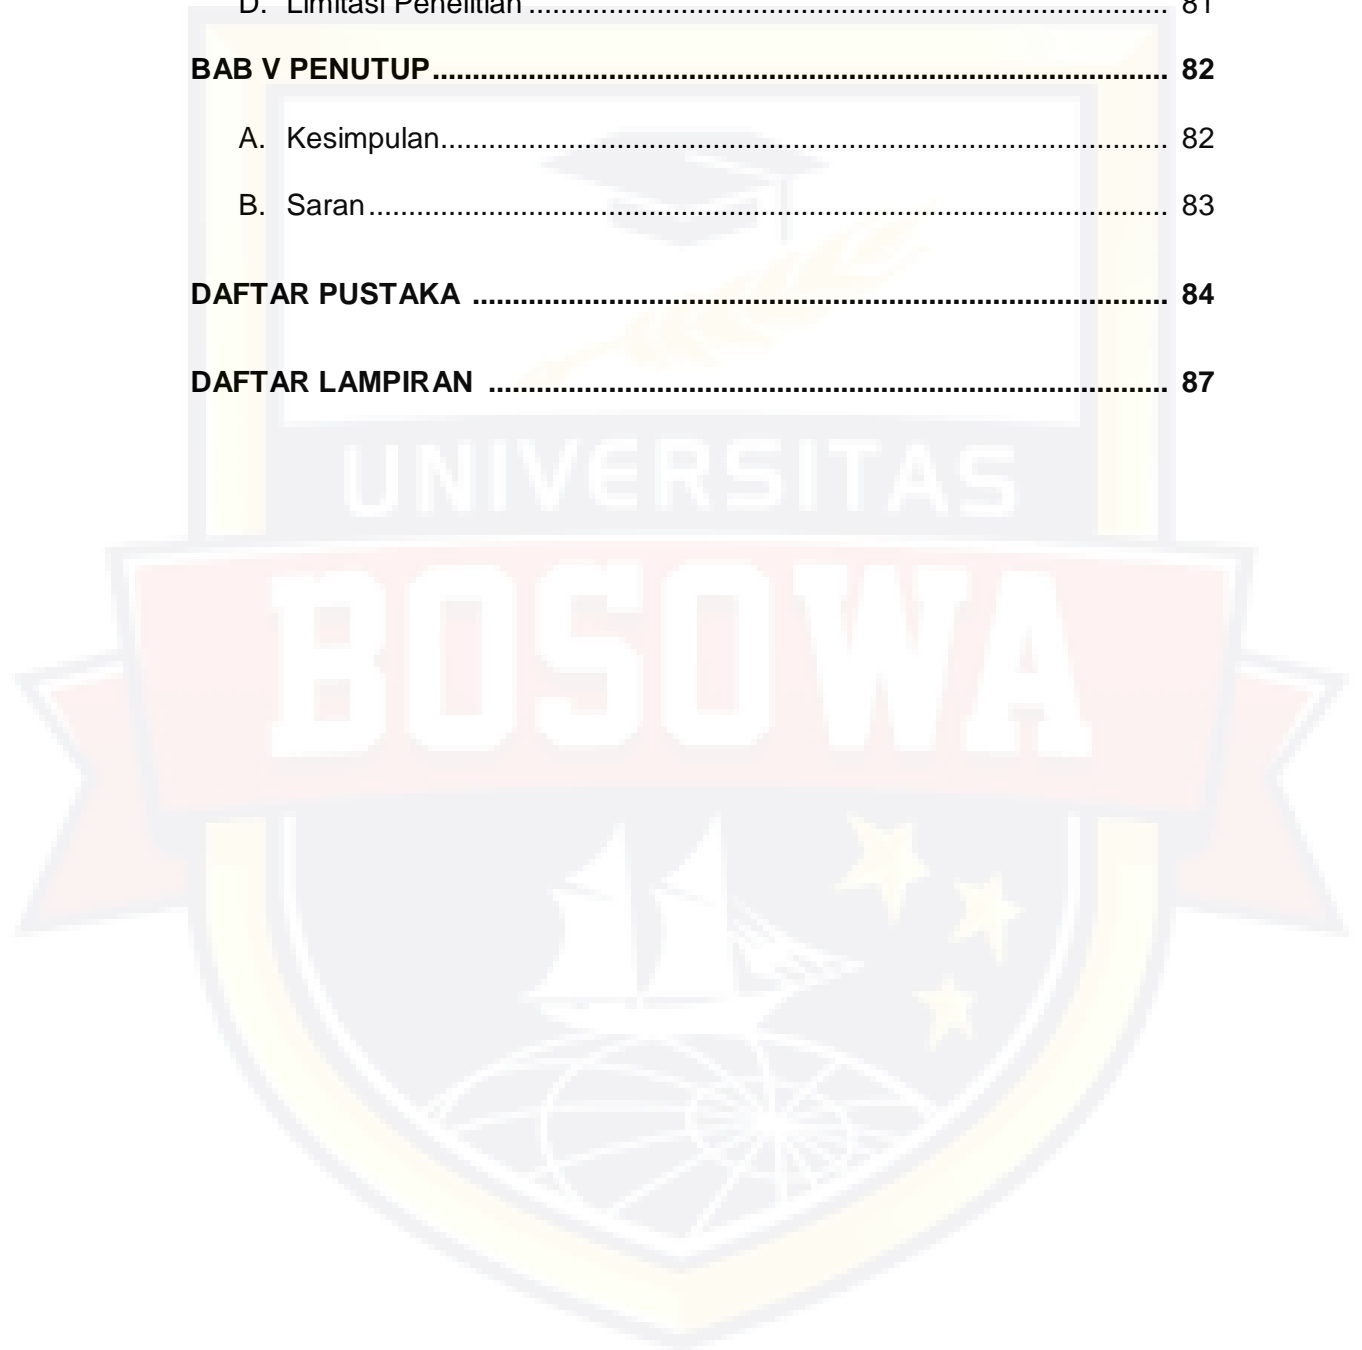 D. Limitasi Penelitian ........................................................................ 81
BAB V PENUTUP............................................................................ 82
A. Kesimpulan................................................................................. 82
B. Saran .......................................................................................... 83
DAFTAR PUSTAKA ........................................................................ 84
DAFTAR LAMPIRAN ...................................................................... 87
UNIVERSITAS
BOSOWA